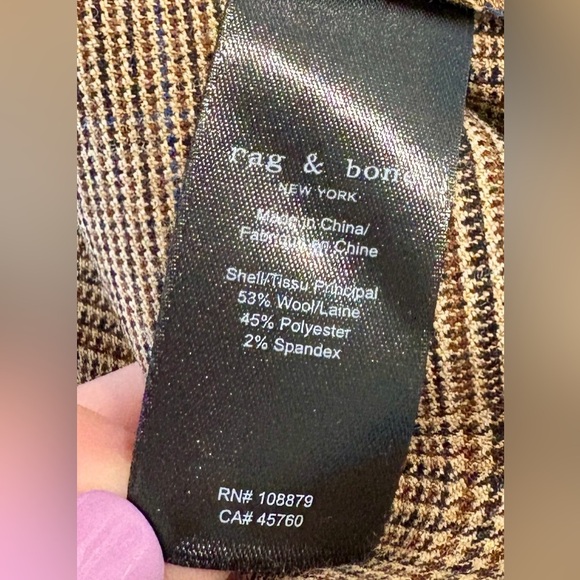 rag & bone
NEW YORK
Made in China/
Fabriqué en Chine
Shell/Tissu Principal
53% Wool/Laine
45% Polyester
2% Spandex
RN# 108879
CA# 45760